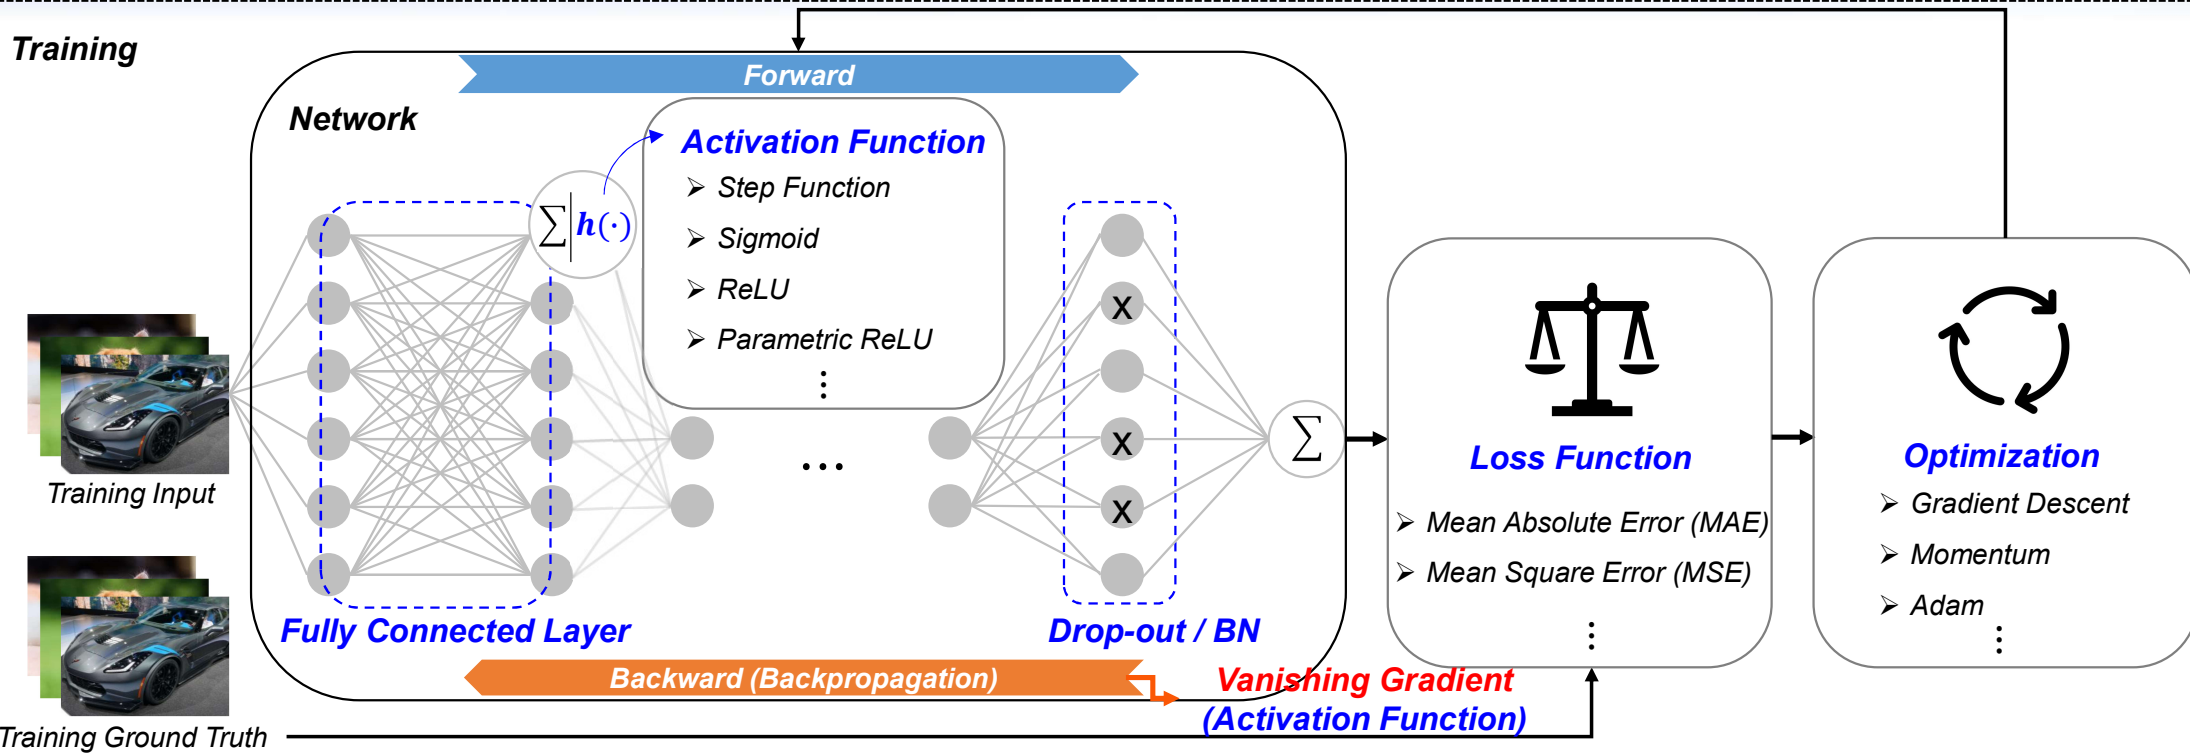 Training
Forward
Network
Activation Function
➢ Step Function
➢ Sigmoid
➢ ReLU
➢ Parametric ReLU
⋮
∑ h(·)
x
x
x
...
∑
Training Input
Fully Connected Layer
Drop-out / BN
Backward (Backpropagation)
Vanishing Gradient
(Activation Function)
Training Ground Truth
Loss Function
➢ Mean Absolute Error (MAE)
➢ Mean Square Error (MSE)
⋮
Optimization
➢ Gradient Descent
➢ Momentum
➢ Adam
⋮